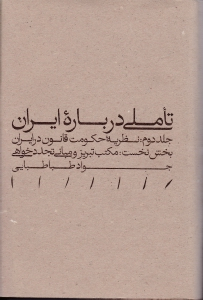 تأملی دربارهٔ ایران
جلد دوم: نظریهٔ حکومت قانون در ایران
بخش نخست: مکتب تبریز و مبانی تجددخواهی
جواد طباطبایی